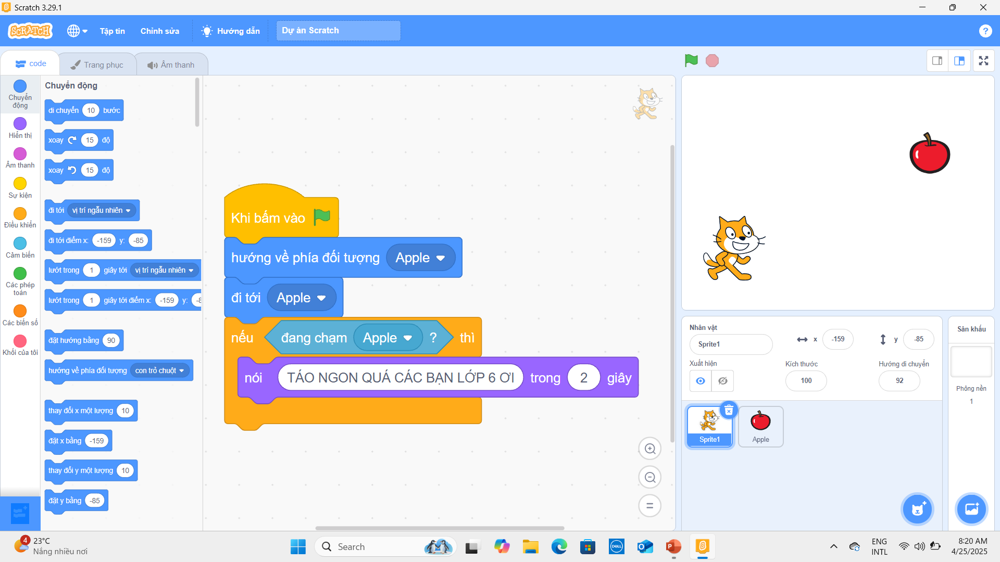 Scratch 3.29.1
SCRATCH
Tập tin
Chỉnh sửa
Hướng dẫn
Dự án Scratch
?
code
Trang phục
Âm thanh
Chuyển động
Hiển thị
Âm thanh
Sự kiện
Điều khiển
Cảm biến
Các phép toán
Các biến số
Khối của tôi
Chuyển động
di chuyển 10 bước
xoay 15 độ
xoay 15 độ
đi tới vị trí ngẫu nhiên
đi tới điểm x: -159 y: -85
lướt trong 1 giây tới vị trí ngẫu nhiên
lướt trong 1 giây tới điểm x: -159 y: -8
đặt hướng bằng 90
hướng về phía đối tượng con trỏ chuột
thay đổi x một lượng 10
đặt x bằng -159
thay đổi y một lượng 10
đặt y bằng -85
Khi bấm vào
hướng về phía đối tượng Apple
đi tới Apple
nếu đang chạm Apple ? thì
nói TÁO NGON QUÁ CÁC BẠN LỚP 6 ƠI trong 2 giây
Nhân vật
Sprite1
x -159
y -85
Xuất hiện
Kích thước
100
Hướng di chuyển
92
Sprite1
Apple
Sân khấu
Phông nền
1
4
23°C
Nắng nhiều nơi
Search
DELL
ENG
INTL
8:20 AM
4/25/2025